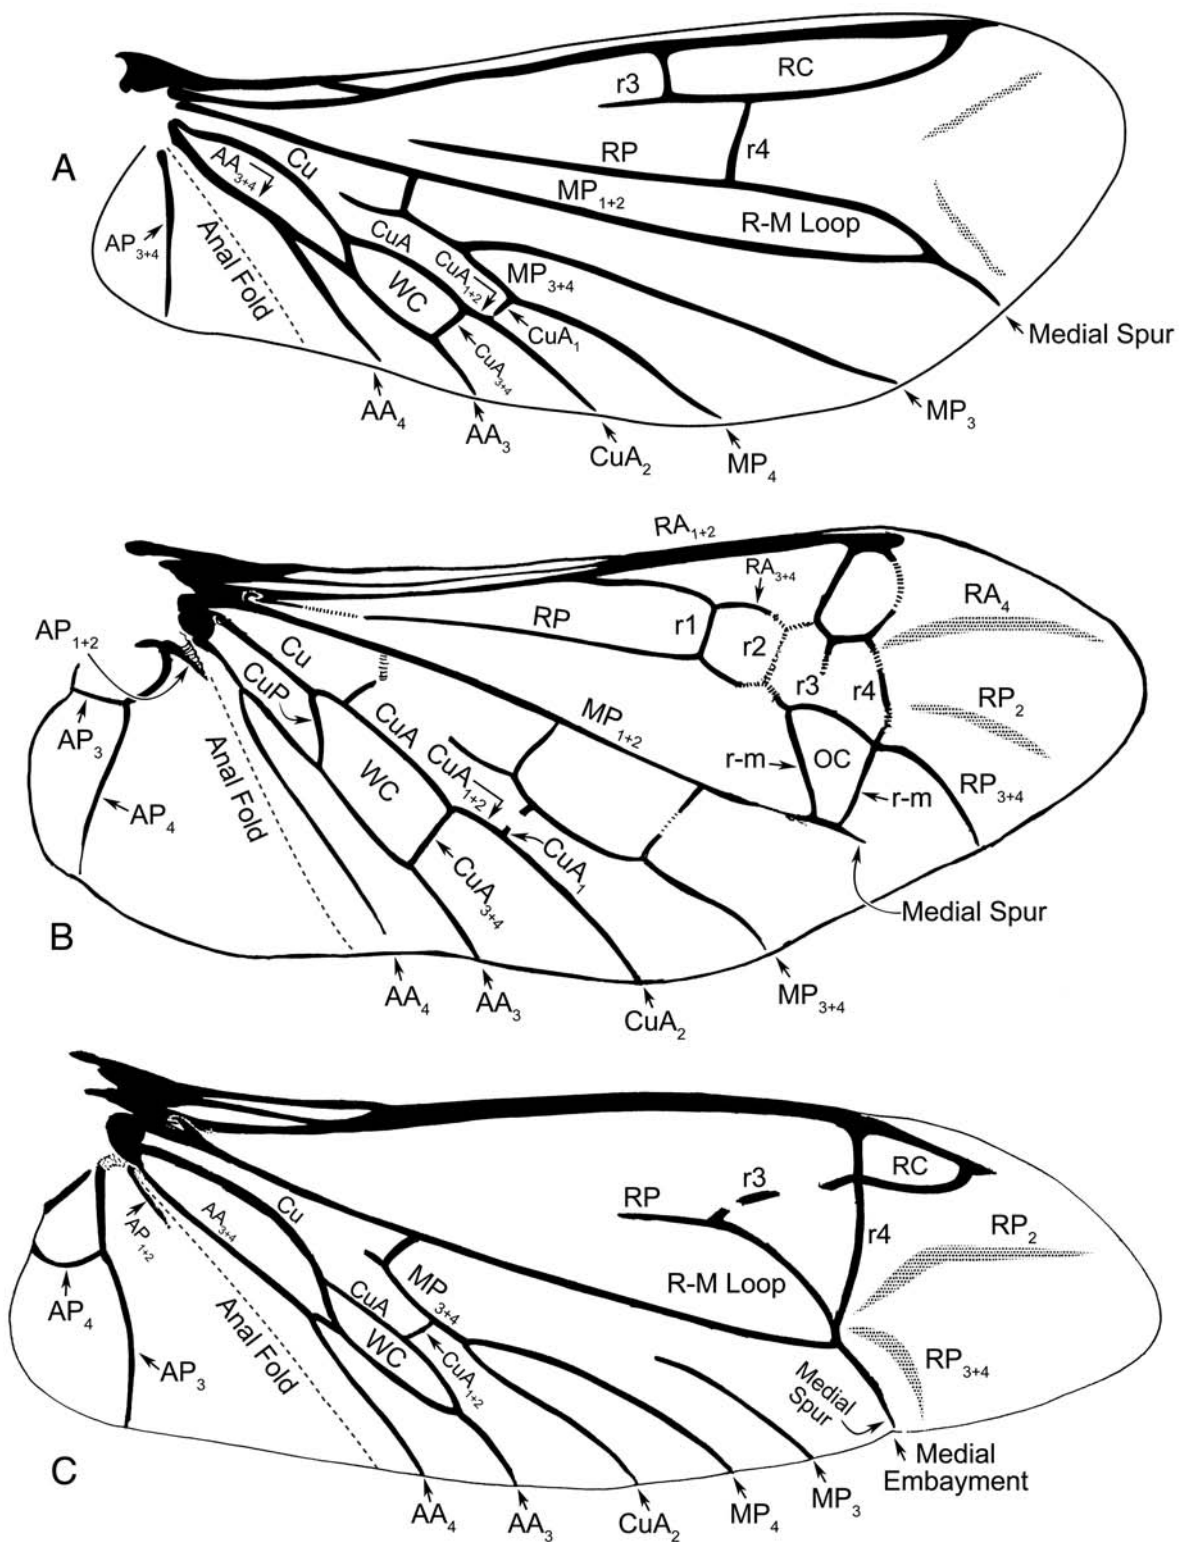 RC
r3
r4
RP
MP1+2
R-M Loop
Cu
AA3+4
A
AP3+4
Anal Fold
CuA
CuA1+2
MP3+4
WC
CuA1
CuA3+4
Medial Spur
AA4
AA3
CuA2
MP4
MP3
RA1+2
RA3+4
RA4
RP
r1
r2
AP1+2
Cu
CuP
r3
r4
RP2
AP3
CuA
MP1+2
r-m
OC
RP3+4
WC
CuA1+2
r-m
AP4
Anal Fold
CuA1
CuA3+4
Medial Spur
B
AA4
AA3
CuA2
MP3+4
RC
r3
RP
Cu
AA3+4
AP1+2
r4
RP2
R-M Loop
MP3+4
CuA
AP4
Anal Fold
WC
CuA1+2
RP3+4
AP3
Medial
Spur
Medial
Embayment
C
AA4
AA3
CuA2
MP4
MP3